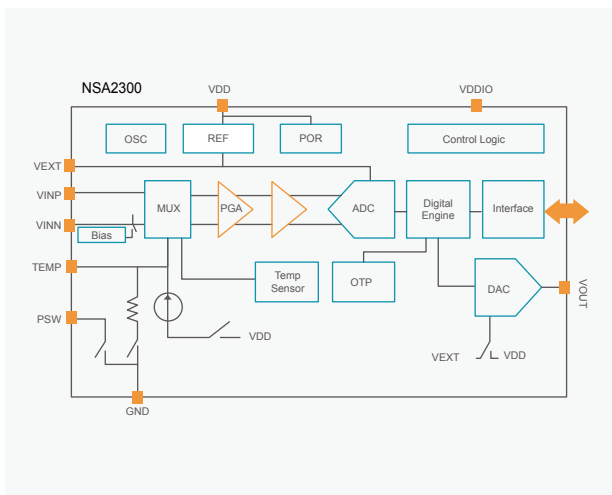 NSA2300
VDD
VDDIO
OSC
REF
POR
Control Logic
VEXT
VINP
VINN
Bias
MUX
PGA
ADC
Digital
Engine
Interface
TEMP
Temp
Sensor
OTP
DAC
VOUT
PSW
VDD
VEXT
VDD
GND